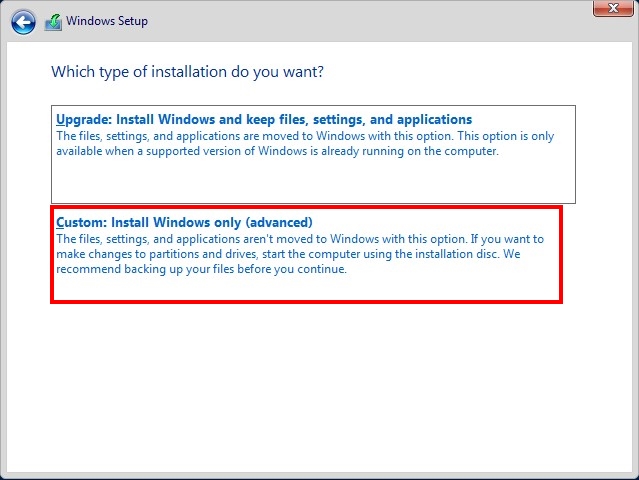 Windows Setup
Which type of installation do you want?
Upgrade: Install Windows and keep files, settings, and applications
The files, settings, and applications are moved to Windows with this option. This option is only
available when a supported version of Windows is already running on the computer.
Custom: Install Windows only (advanced)
The files, settings, and applications aren't moved to Windows with this option. If you want to
make changes to partitions and drives, start the computer using the installation disc. We
recommend backing up your files before you continue.